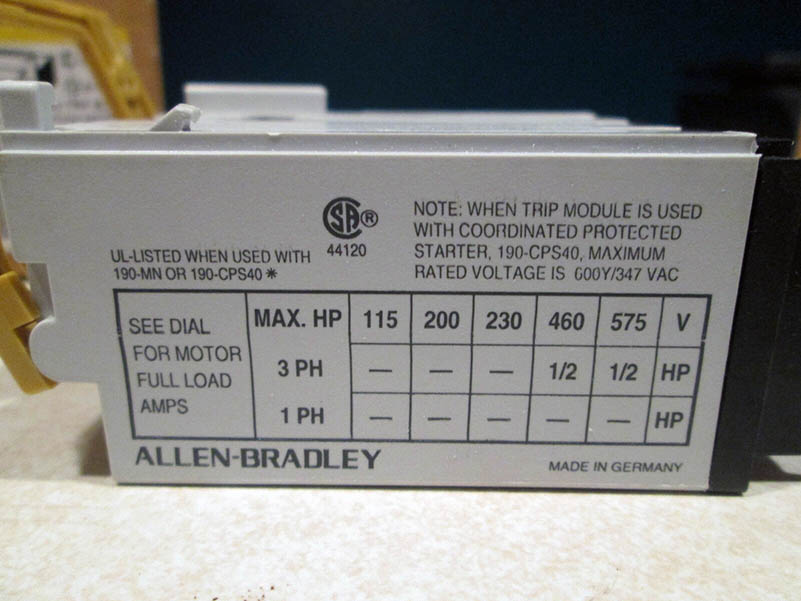 SA®
44120
NOTE: WHEN TRIP MODULE IS USED
WITH COORDINATED PROTECTED
STARTER, 190-CPS40, MAXIMUM
RATED VOLTAGE IS 600Y/347 VAC
UL-LISTED WHEN USED WITH
190-MN OR 190-CPS40 *
SEE DIAL
FOR MOTOR
FULL LOAD
AMPS
MAX. HP 115 200 230 460 575 V
3 PH — — — 1/2 1/2 HP
1 PH — — — — — HP
ALLEN-BRADLEY
MADE IN GERMANY